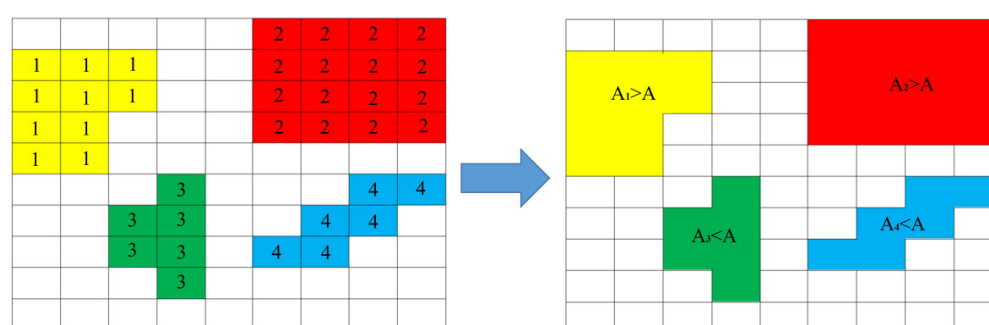 2 2 2 2
1 1 1 2 2 2 2
1 1 1 2 2 2 2
1 1 2 2 2 2
1 1
3 4 4
3 3 4 4
3 3 4 4
3
A₁>A A₂>A
A₃<A A₄<A